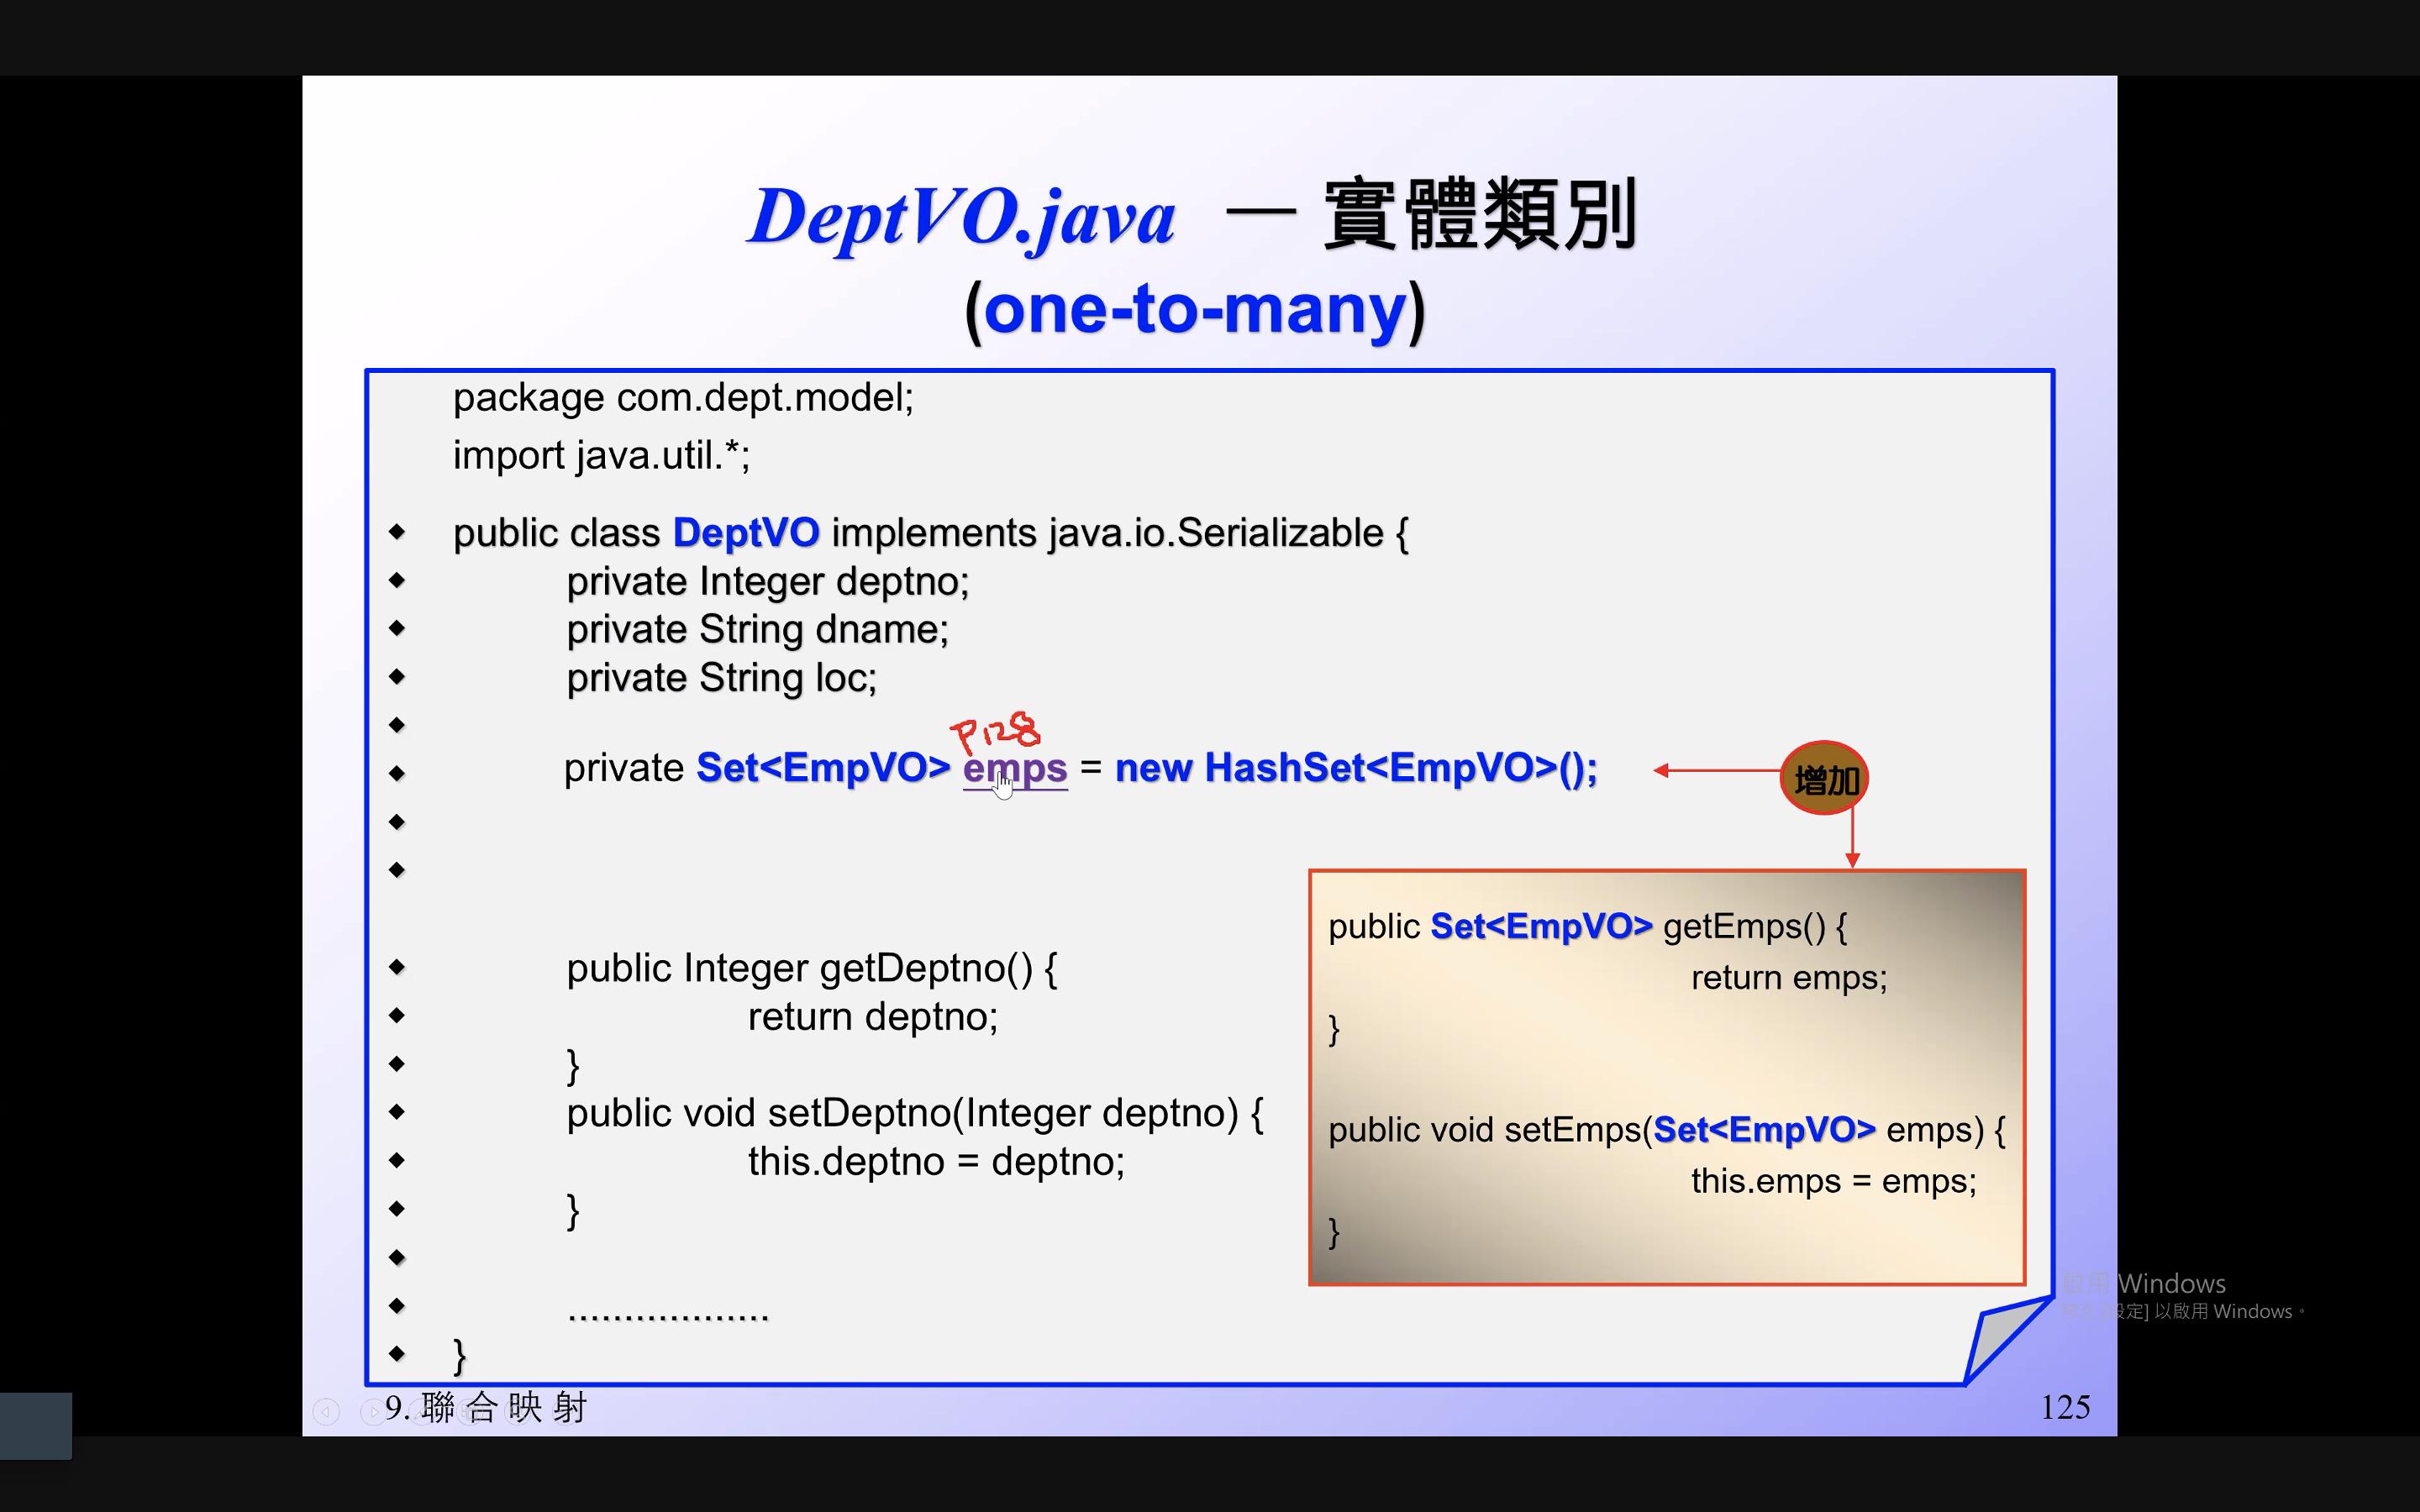 DeptVO.java － 實體類別
(one-to-many)
package com.dept.model;
import java.util.*;
public class DeptVO implements java.io.Serializable {
private Integer deptno;
private String dname;
private String loc;
P128
private Set<EmpVO> emps = new HashSet<EmpVO>();
增加
public Integer getDeptno() {
return deptno;
}
public void setDeptno(Integer deptno) {
this.deptno = deptno;
}
..................
}
public Set<EmpVO> getEmps() {
return emps;
}
public void setEmps(Set<EmpVO> emps) {
this.emps = emps;
}
啟用 Windows
設定] 以啟用 Windows。
9. 聯合映射
125